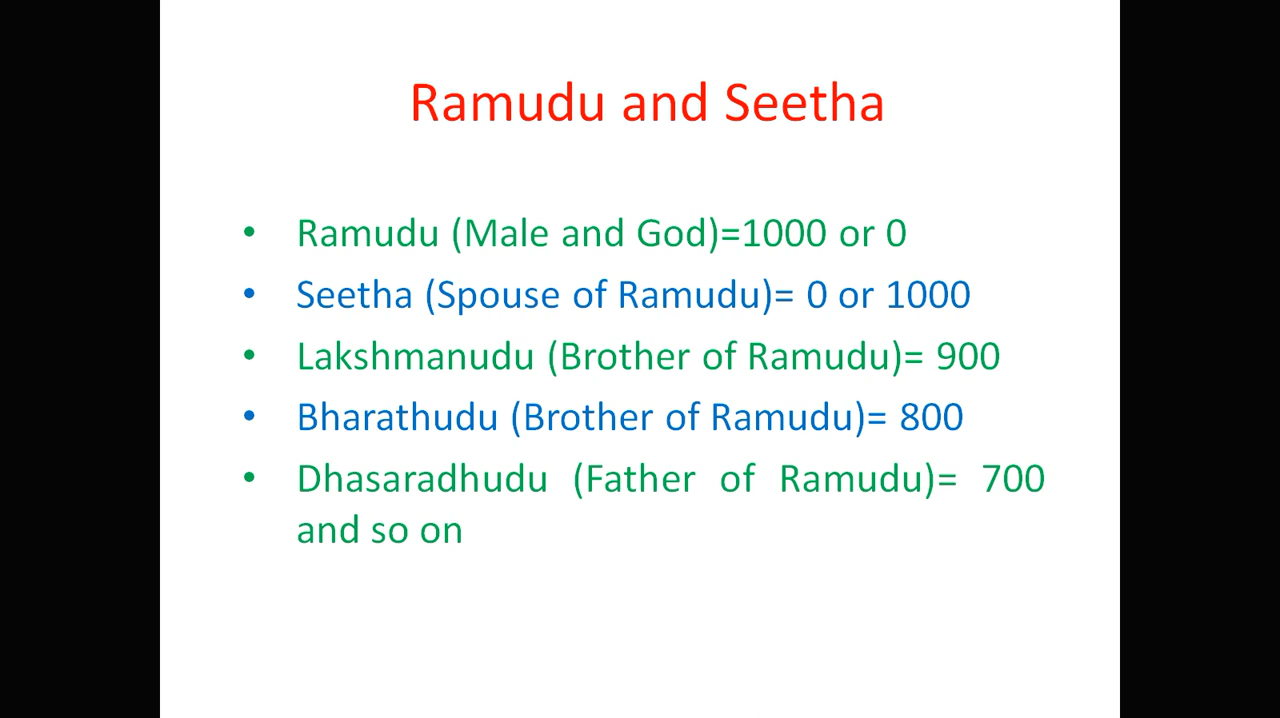 Ramudu and Seetha
• Ramudu (Male and God)=1000 or 0
• Seetha (Spouse of Ramudu)= 0 or 1000
• Lakshmanudu (Brother of Ramudu)= 900
• Bharathudu (Brother of Ramudu)= 800
• Dhasaradhudu (Father of Ramudu)= 700
and so on